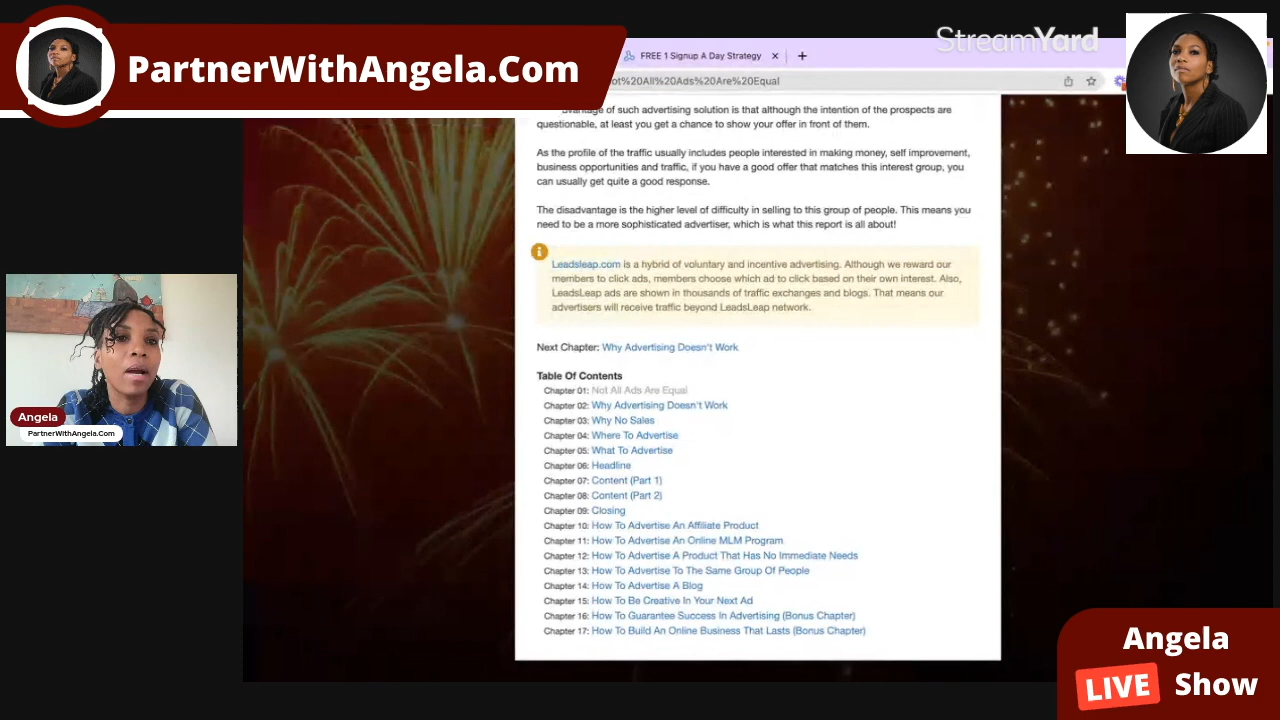 PartnerWithAngela.Com
StreamYard
FREE 1 Signup A Day Strategy
ot%20All%20Ads%20Are%20Equal
of such advertising solution is that although the intention of the prospects are
questionable, at least you get a chance to show your offer in front of them.
As the profile of the traffic usually includes people interested in making money, self improvement,
business opportunities and traffic, if you have a good offer that matches this interest group, you
can usually get quite a good response.
The disadvantage is the higher level of difficulty in selling to this group of people. This means you
need to be a more sophisticated advertiser, which is what this report is all about!
Leadsleap.com is a hybrid of voluntary and incentive advertising. Although we reward our
members to click ads, members choose which ad to click based on their own interest. Also,
LeadsLeap ads are shown in thousands of traffic exchanges and blogs. That means our
advertisers will receive traffic beyond LeadsLeap network.
Next Chapter: Why Advertising Doesn't Work
Table Of Contents
Chapter 01: Not All Ads Are Equal
Chapter 02: Why Advertising Doesn't Work
Chapter 03: Why No Sales
Chapter 04: Where To Advertise
Chapter 05: What To Advertise
Chapter 06: Headline
Chapter 07: Content (Part 1)
Chapter 08: Content (Part 2)
Chapter 09: Closing
Chapter 10: How To Advertise An Affiliate Product
Chapter 11: How To Advertise An Online MLM Program
Chapter 12: How To Advertise A Product That Has No Immediate Needs
Chapter 13: How To Advertise To The Same Group Of People
Chapter 14: How To Advertise A Blog
Chapter 15: How To Be Creative In Your Next Ad
Chapter 16: How To Guarantee Success In Advertising (Bonus Chapter)
Chapter 17: How To Build An Online Business That Lasts (Bonus Chapter)
Angela
PartnerWithAngela.Com
Angela
LIVE Show